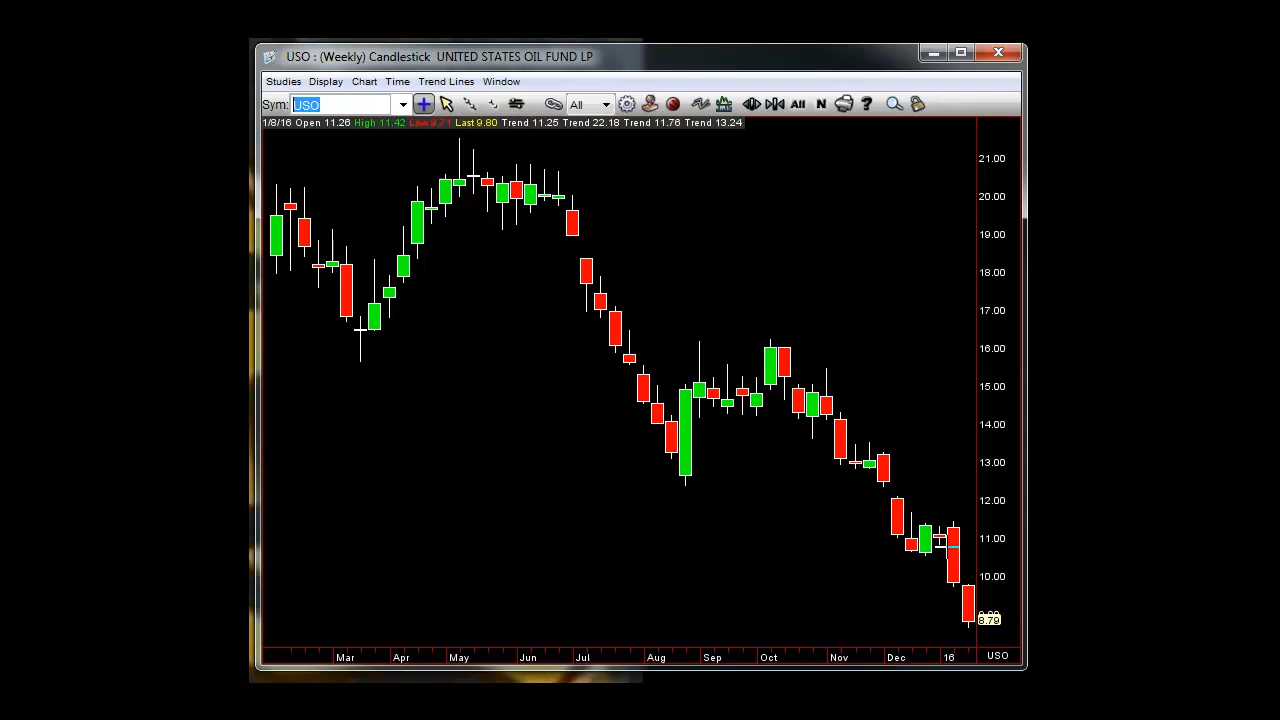 USO : (Weekly) Candlestick UNITED STATES OIL FUND LP
Studies Display Chart Time Trend Lines Window
Sym: USO All All N ?
1/8/16 Open 11.26 High 11.42 Low 9.71 Last 9.80 Trend 11.25 Trend 22.18 Trend 11.76 Trend 13.24
21.00
20.00
19.00
18.00
17.00
16.00
15.00
14.00
13.00
12.00
11.00
10.00
8.79
Mar Apr May Jun Jul Aug Sep Oct Nov Dec 16 USO